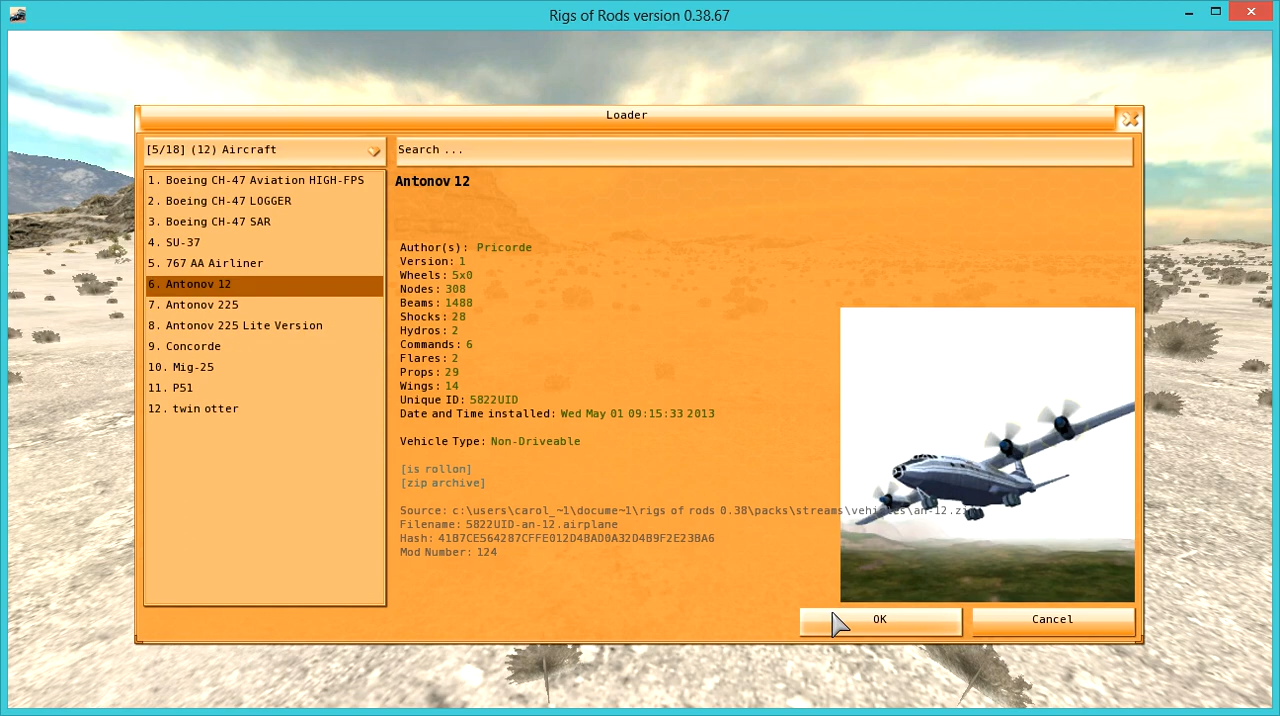 Rigs of Rods version 0.38.67
Loader
[5/18] (12) Aircraft
Search ...
1. Boeing CH-47 Aviation HIGH-FPS
2. Boeing CH-47 LOGGER
3. Boeing CH-47 SAR
4. SU-37
5. 767 AA Airliner
6. Antonov 12
7. Antonov 225
8. Antonov 225 Lite Version
9. Concorde
10. Mig-25
11. P51
12. twin otter
Antonov 12
Author(s): Pricorde
Version: 1
Wheels: 5x0
Nodes: 308
Beams: 1488
Shocks: 28
Hydros: 2
Commands: 6
Flares: 2
Props: 29
Wings: 14
Unique ID: 5822UID
Date and Time installed: Wed May 01 09:15:33 2013
Vehicle Type: Non-Driveable
[is rollon]
[zip archive]
Source: c:\users\carol_~1\docume~1\rigs of rods 0.38\packs\streams\vehicles\an-12.zip
Filename: 5822UID-an-12.airplane
Hash: 41B7CE564287CFFE012D4BAD0A32D4B9F2E23BA6
Mod Number: 124
OK
Cancel